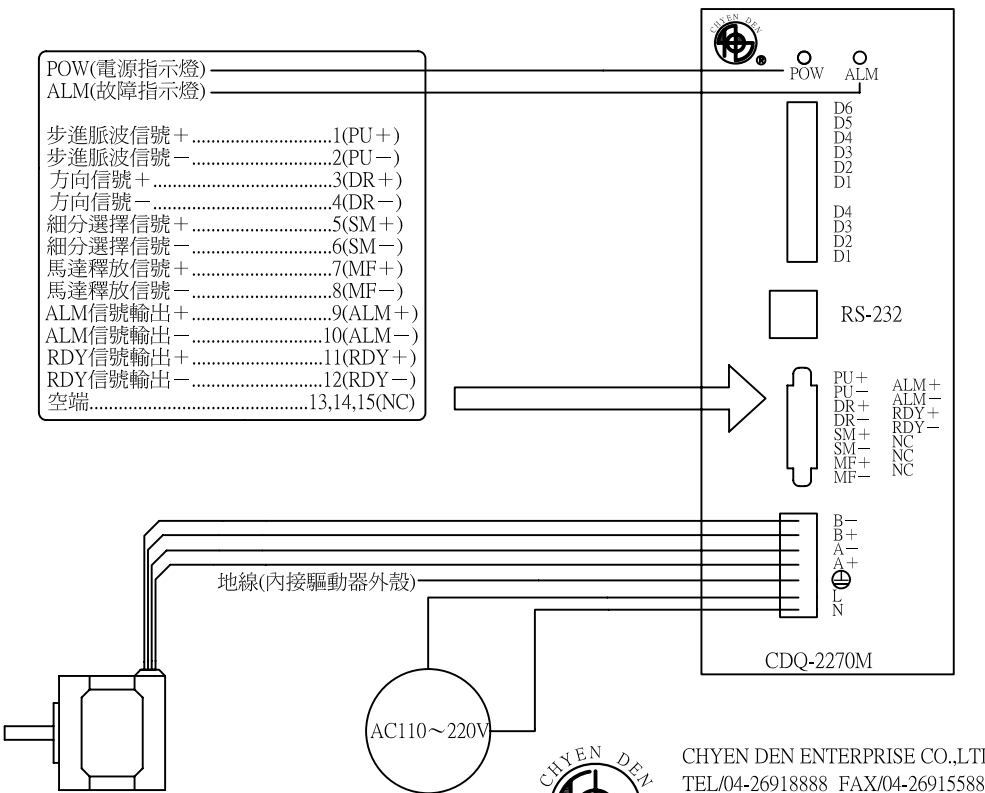 CHYEN DEN
®
POW(電源指示燈)
ALM(故障指示燈)
步進脈波信號＋..........................1(PU＋)
步進脈波信號－..........................2(PU－)
方向信號＋.................................3(DR＋)
方向信號－.................................4(DR－)
細分選擇信號＋..........................5(SM＋)
細分選擇信號－..........................6(SM－)
馬達釋放信號＋..........................7(MF＋)
馬達釋放信號－..........................8(MF－)
ALM信號輸出＋..........................9(ALM＋)
ALM信號輸出－........................10(ALM－)
RDY信號輸出＋........................11(RDY＋)
RDY信號輸出－........................12(RDY－)
空端.........................................13,14,15(NC)
POW ALM
D6
D5
D4
D3
D2
D1
D4
D3
D2
D1
RS-232
PU＋
PU－
DR＋
DR－
SM＋
SM－
MF＋
MF－
ALM＋
ALM－
RDY＋
RDY－
NC
NC
NC
B－
B＋
A－
A＋
L
N
地線(內接驅動器外殼)
AC110～220V
CDQ-2270M
CHYEN DEN
CHYEN DEN ENTERPRISE CO.,LT
TEL/04-26918888 FAX/04-26915588